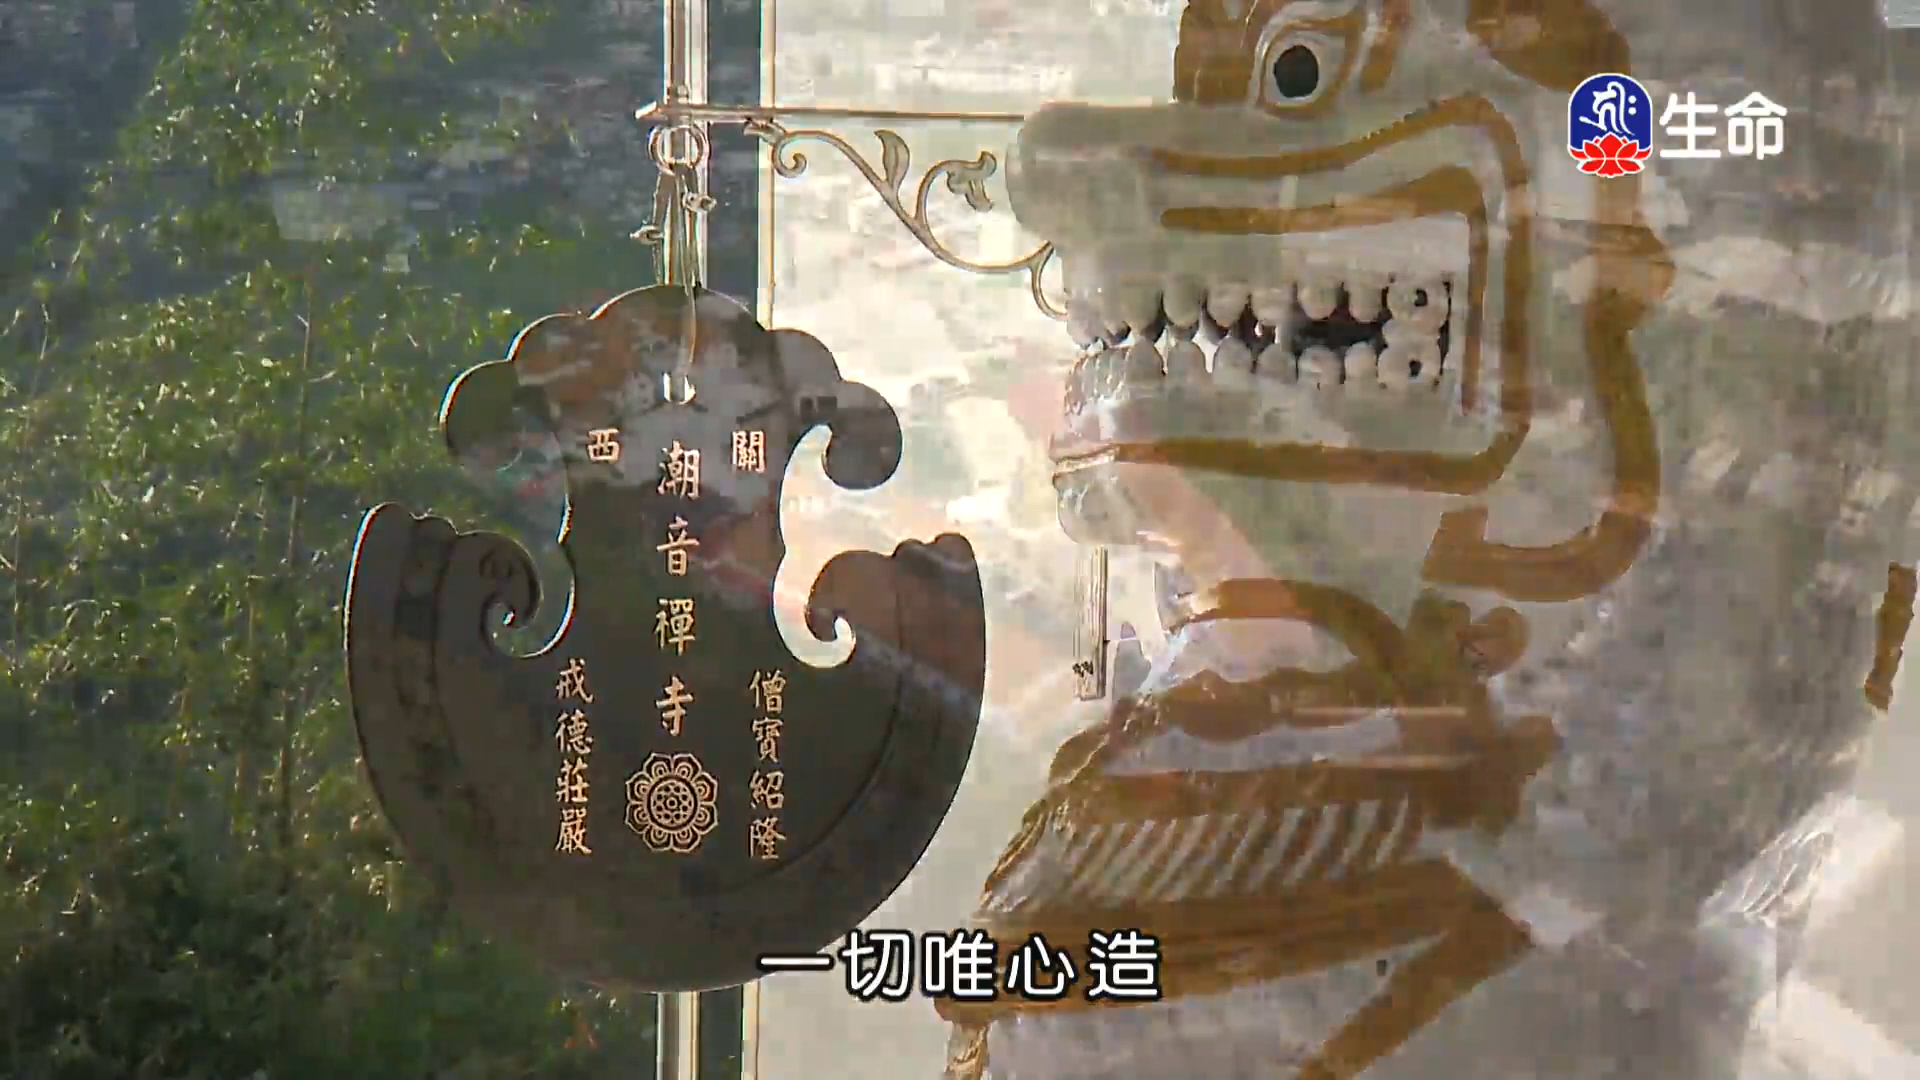 生命
關西
潮音禪寺
僧寶紹隆
戒德莊嚴
一切唯心造